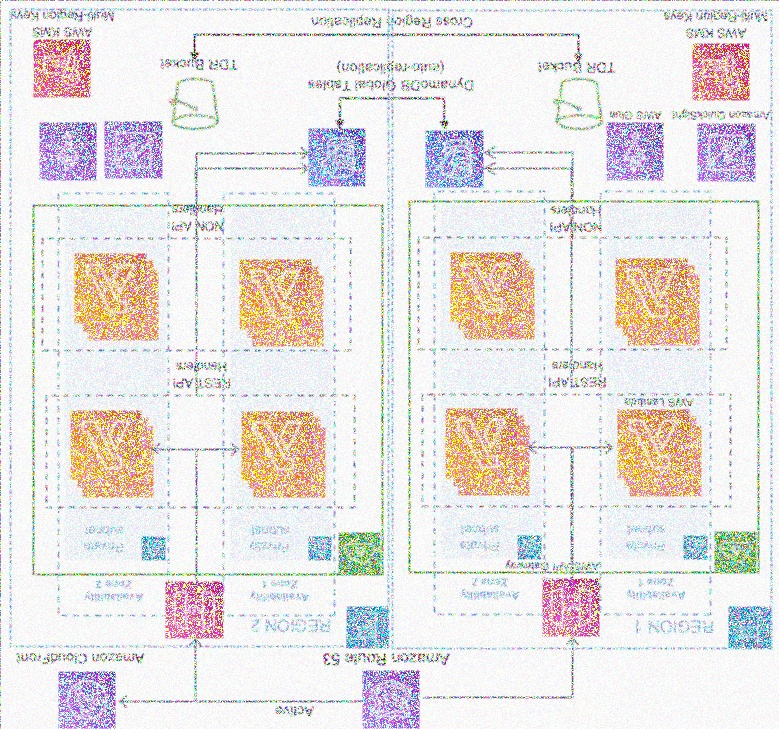 Active
Amazon Route 53
Amazon CloudFront
REGION 1
REGION 2
Availability
Zone 1
Availability
Zone 2
Availability
Zone 1
Availability
Zone 2
AWS API Gateway
Private
subnet
Private
subnet
Private
subnet
Private
subnet
AWS Lambda
REST API
Handlers
REST API
Handlers
NON API
Handlers
NON API
Handlers
Amazon QuickSight
AWS Glue
DynamoDB Global Tables
(auto-replication)
TDR Bucket
TDR Bucket
AWS KMS
Multi-Region Keys
AWS KMS
Multi-Region Keys
Cross Region Replication